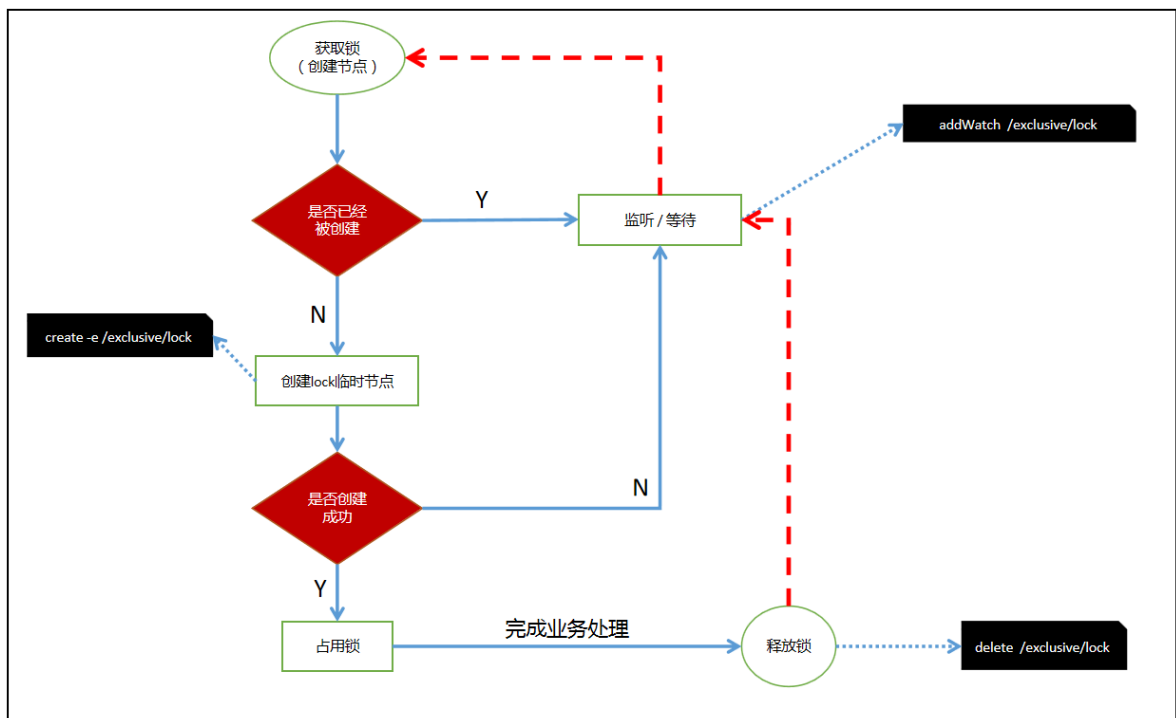 获取锁
（创建节点）
addWatch /exclusive/lock
是否已经
被创建
Y
监听 / 等待
N
create -e /exclusive/lock
创建lock临时节点
是否创建
成功
N
Y
占用锁
完成业务处理
释放锁
delete /exclusive/lock